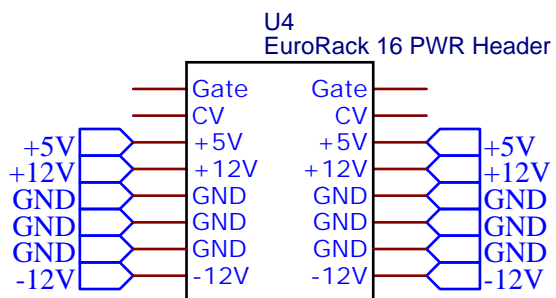 U4
EuroRack 16 PWR Header
Gate Gate
CV CV
+5V +5V +5V +5V
+12V +12V +12V +12V
GND GND GND GND
GND GND GND GND
GND GND GND GND
-12V -12V -12V -12V